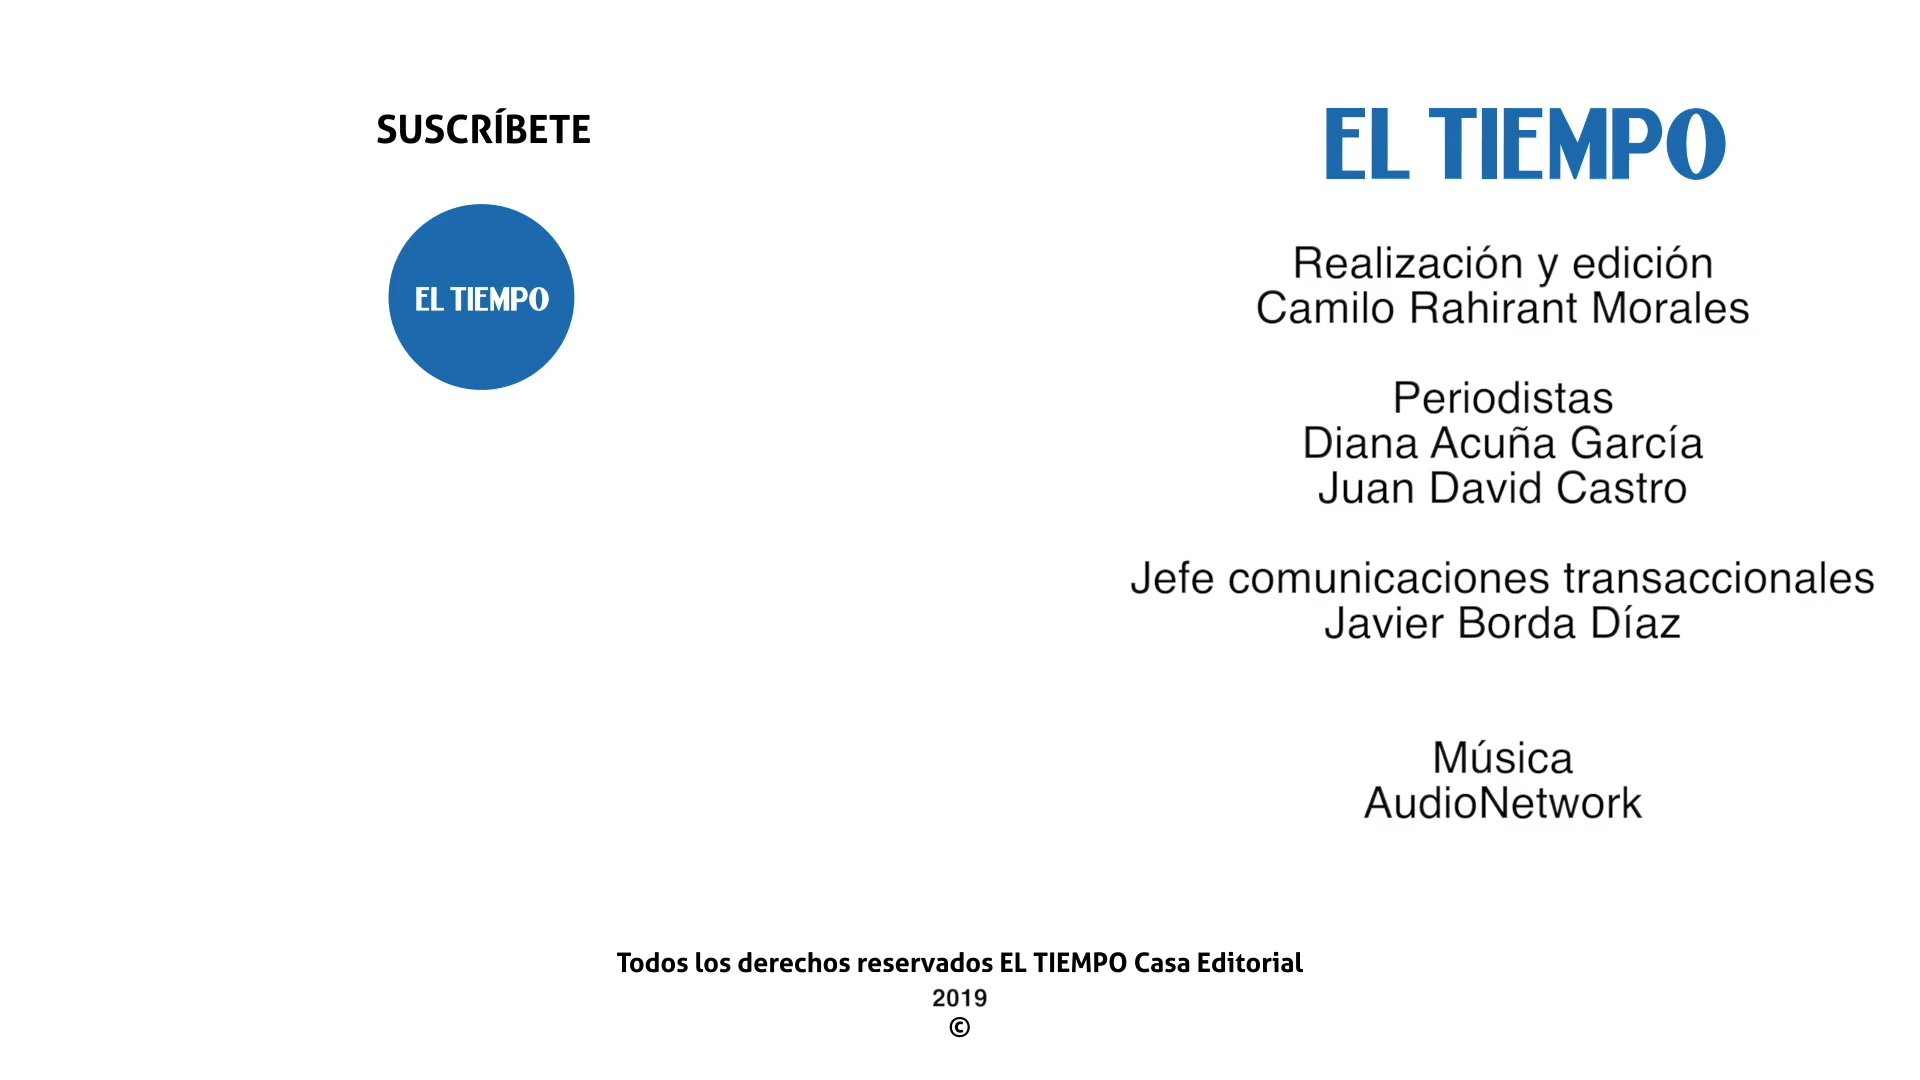 SUSCRÍBETE
EL TIEMPO
EL TIEMPO
Realización y edición
Camilo Rahirant Morales
Periodistas
Diana Acuña García
Juan David Castro
Jefe comunicaciones transaccionales
Javier Borda Díaz
Música
AudioNetwork
Todos los derechos reservados EL TIEMPO Casa Editorial
2019
©